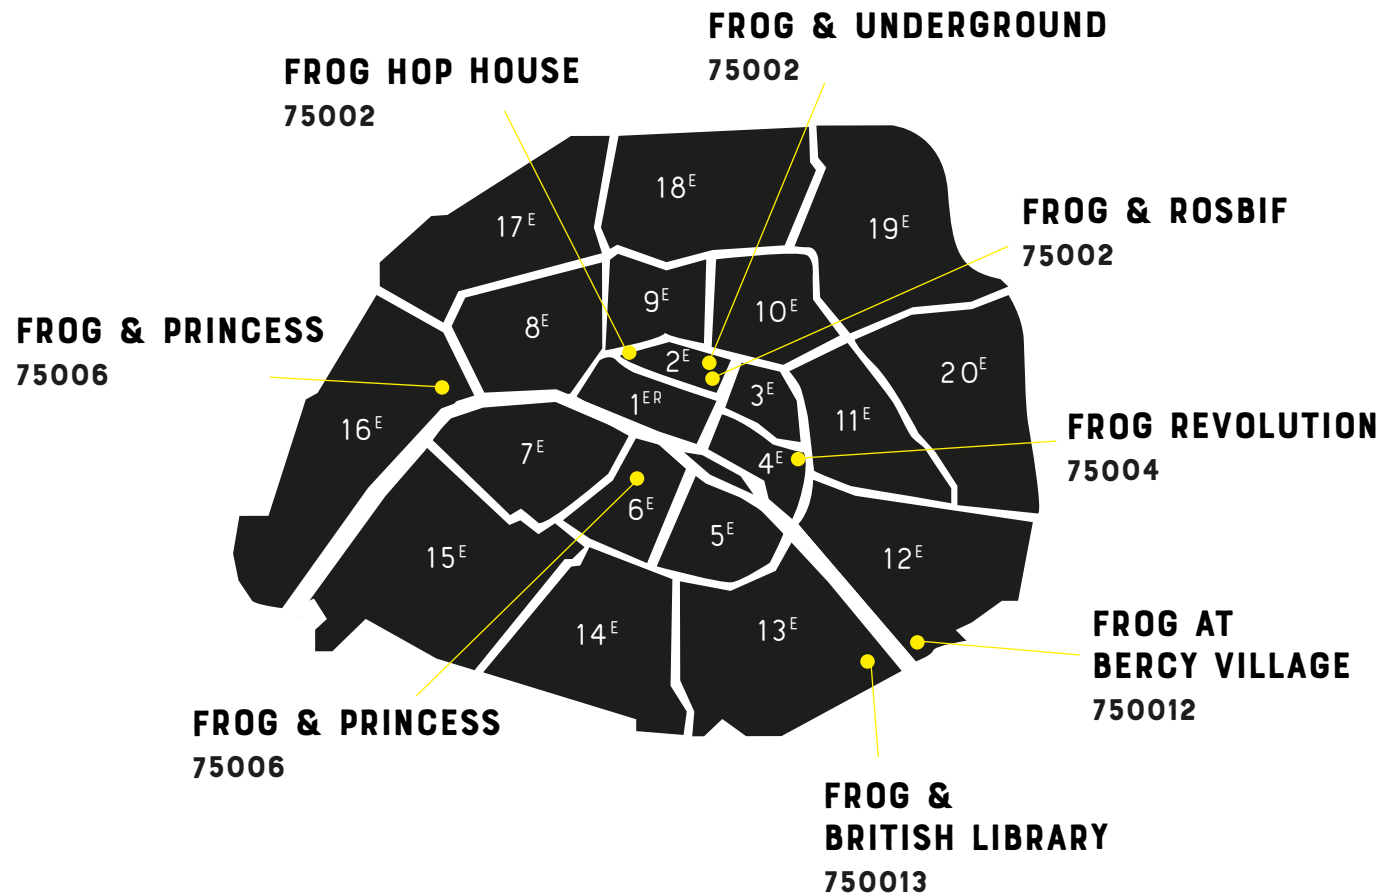 FROG & UNDERGROUND
75002
FROG HOP HOUSE
75002
18E
17E
19E
FROG & ROSBIF
75002
9E
10E
8E
FROG & PRINCESS
75006
2E
20E
3E
1ER
11E
16E
FROG REVOLUTION
75004
7E
4E
6E
5E
15E
12E
14E
13E
FROG AT
BERCY VILLAGE
750012
FROG & PRINCESS
75006
FROG &
BRITISH LIBRARY
750013